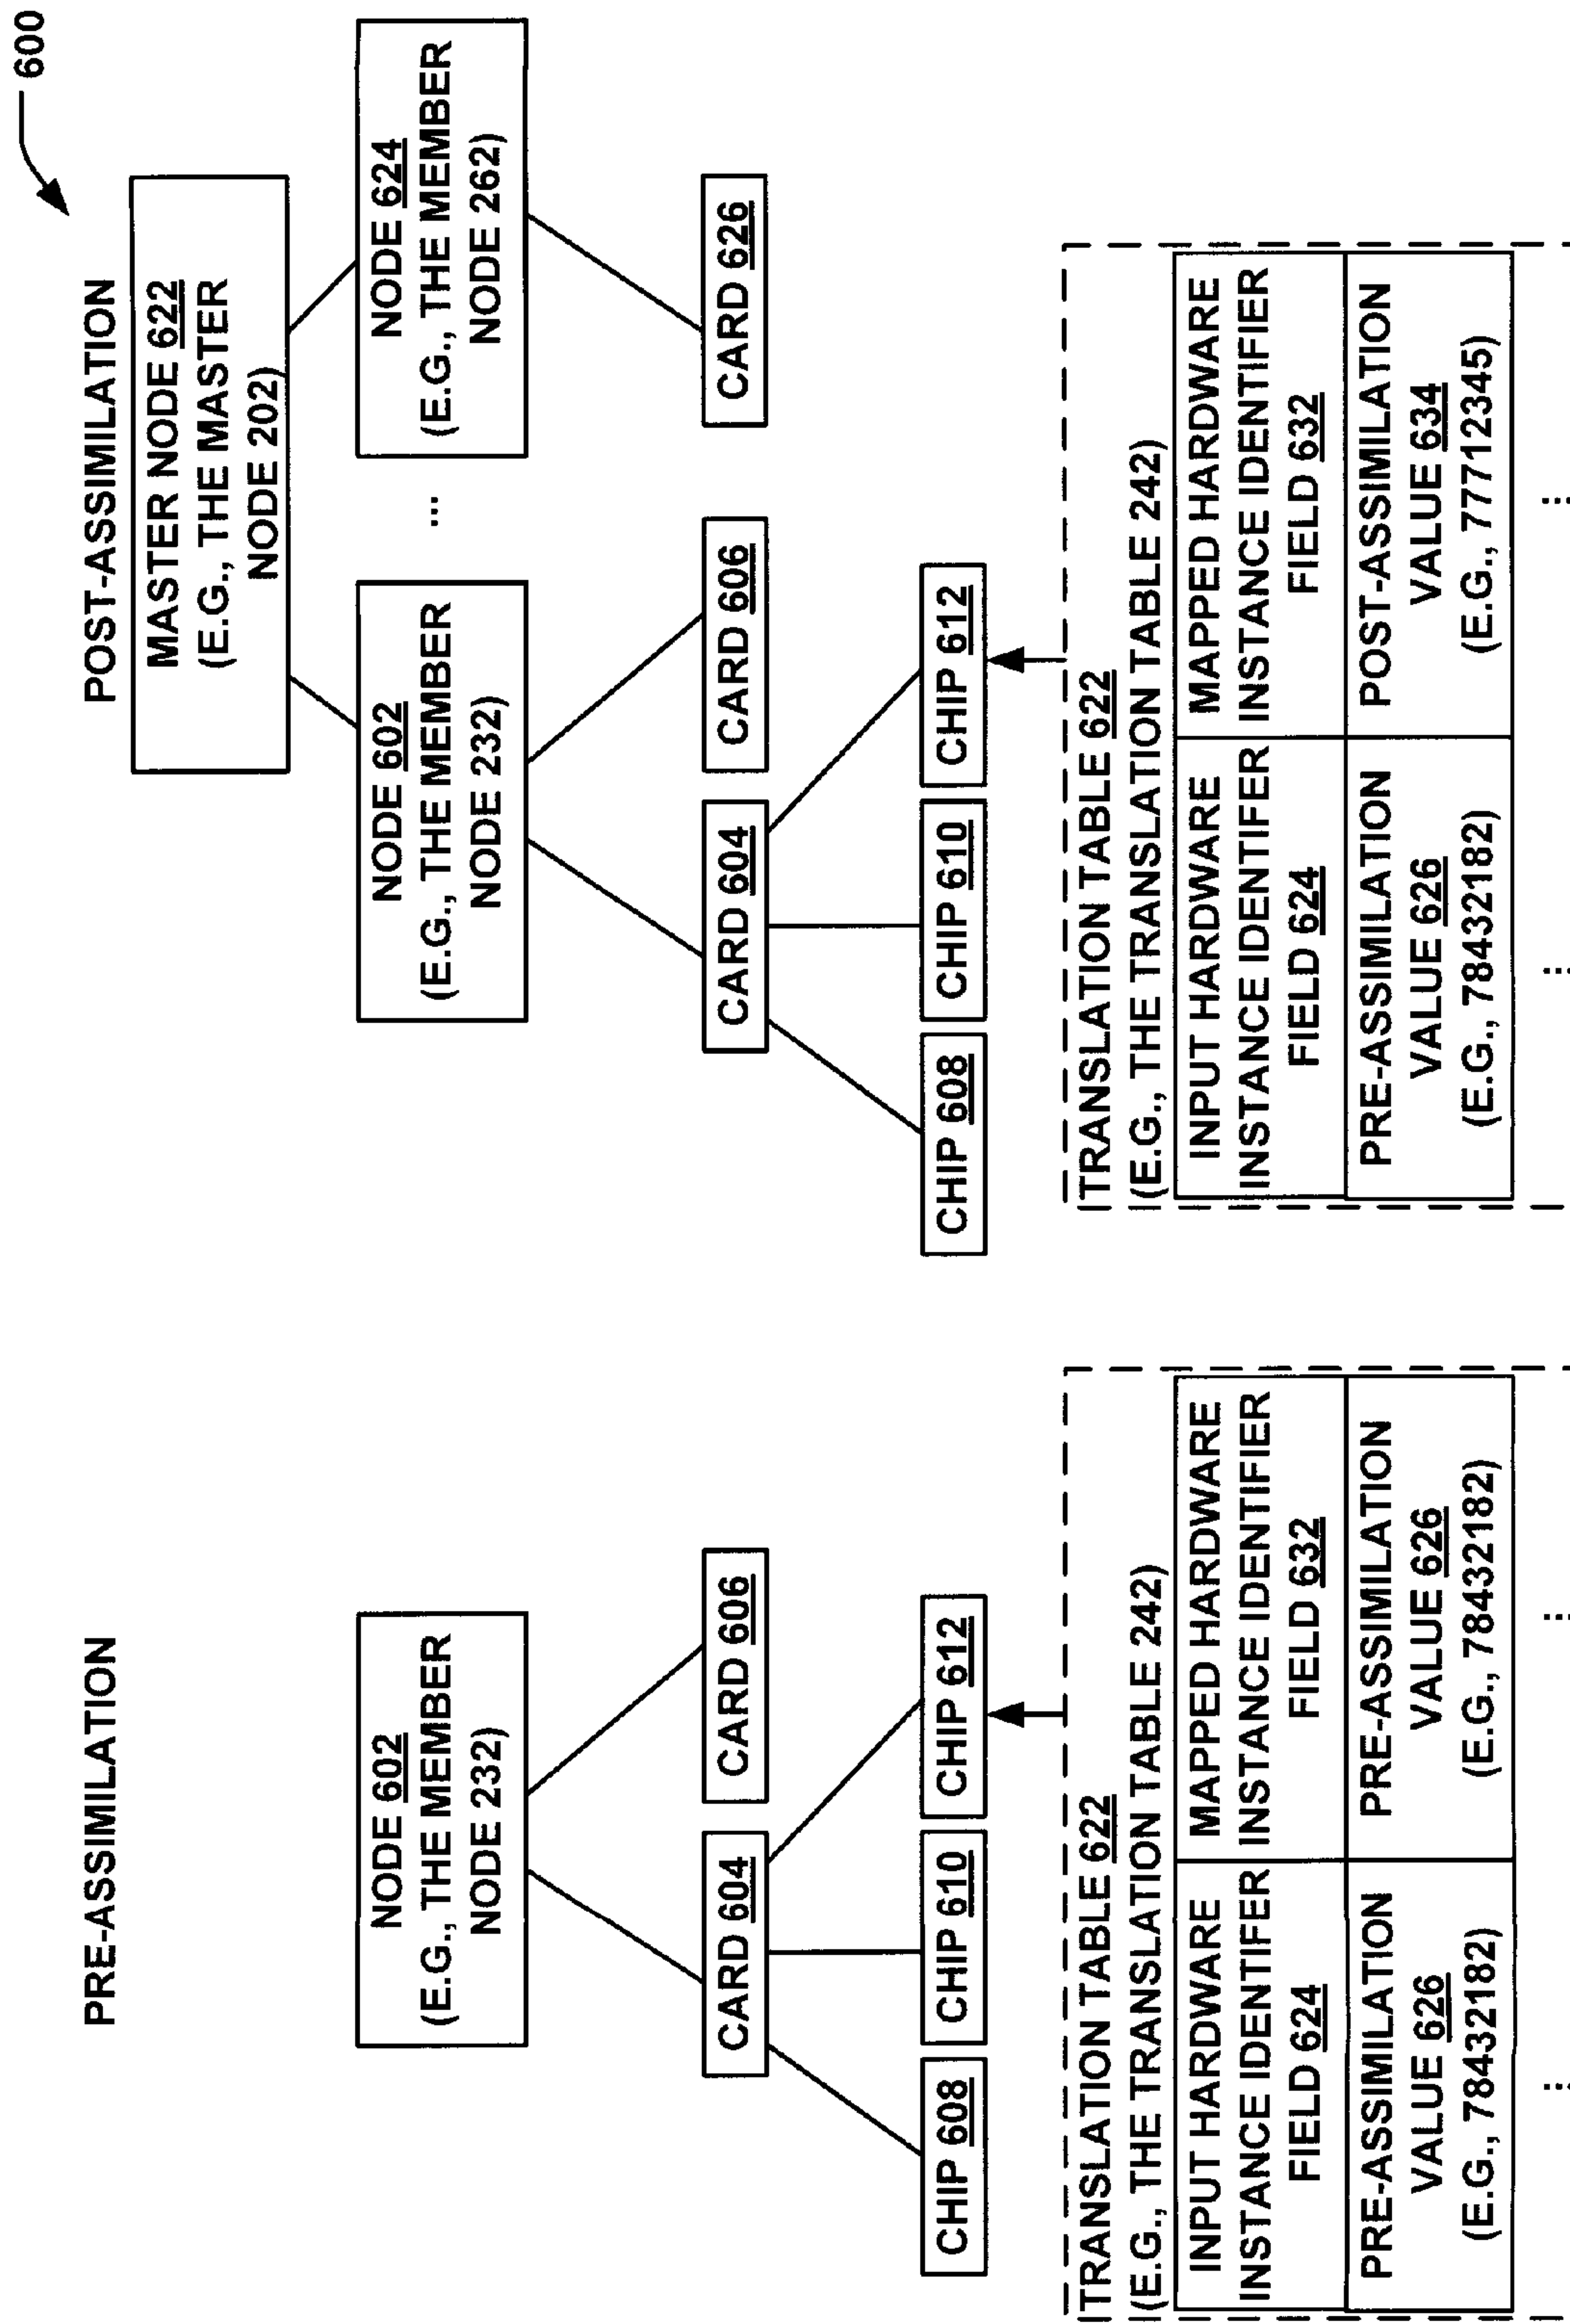 600
PRE-ASSIMILATION
NODE 602
(E.G., THE MEMBER
NODE 232)
CARD 604
CARD 606
CHIP 608
CHIP 610
CHIP 612
TRANSLATION TABLE 622
(E.G., THE TRANSLATION TABLE 242)
INPUT HARDWARE
INSTANCE IDENTIFER
FIELD 624
MAPPED HARDWARE
INSTANCE IDENTIFIER
FIELD 632
PRE-ASSIMILATION
VALUE 626
(E.G., 78432182)
PRE-ASSIMILATION
VALUE 626
(E.G., 78432182)
...
...
POST-ASSIMILATION
MASTER NODE 622
(E.G., THE MASTER
NODE 202)
NODE 602
(E.G., THE MEMBER
NODE 232)
...
NODE 624
(E.G., THE MEMBER
NODE 262)
CARD 604
CARD 606
CARD 626
CHIP 608
CHIP 610
CHIP 612
TRANSLATION TABLE 622
(E.G., THE TRANSLATION TABLE 242)
INPUT HARDWARE
INSTANCE IDENTIFER
FIELD 624
MAPPED HARDWARE
INSTANCE IDENTIFIER
FIELD 632
PRE-ASSIMILATION
VALUE 626
(E.G., 78432182)
POST-ASSIMILATION
VALUE 634
(E.G., 77712345)
...
...